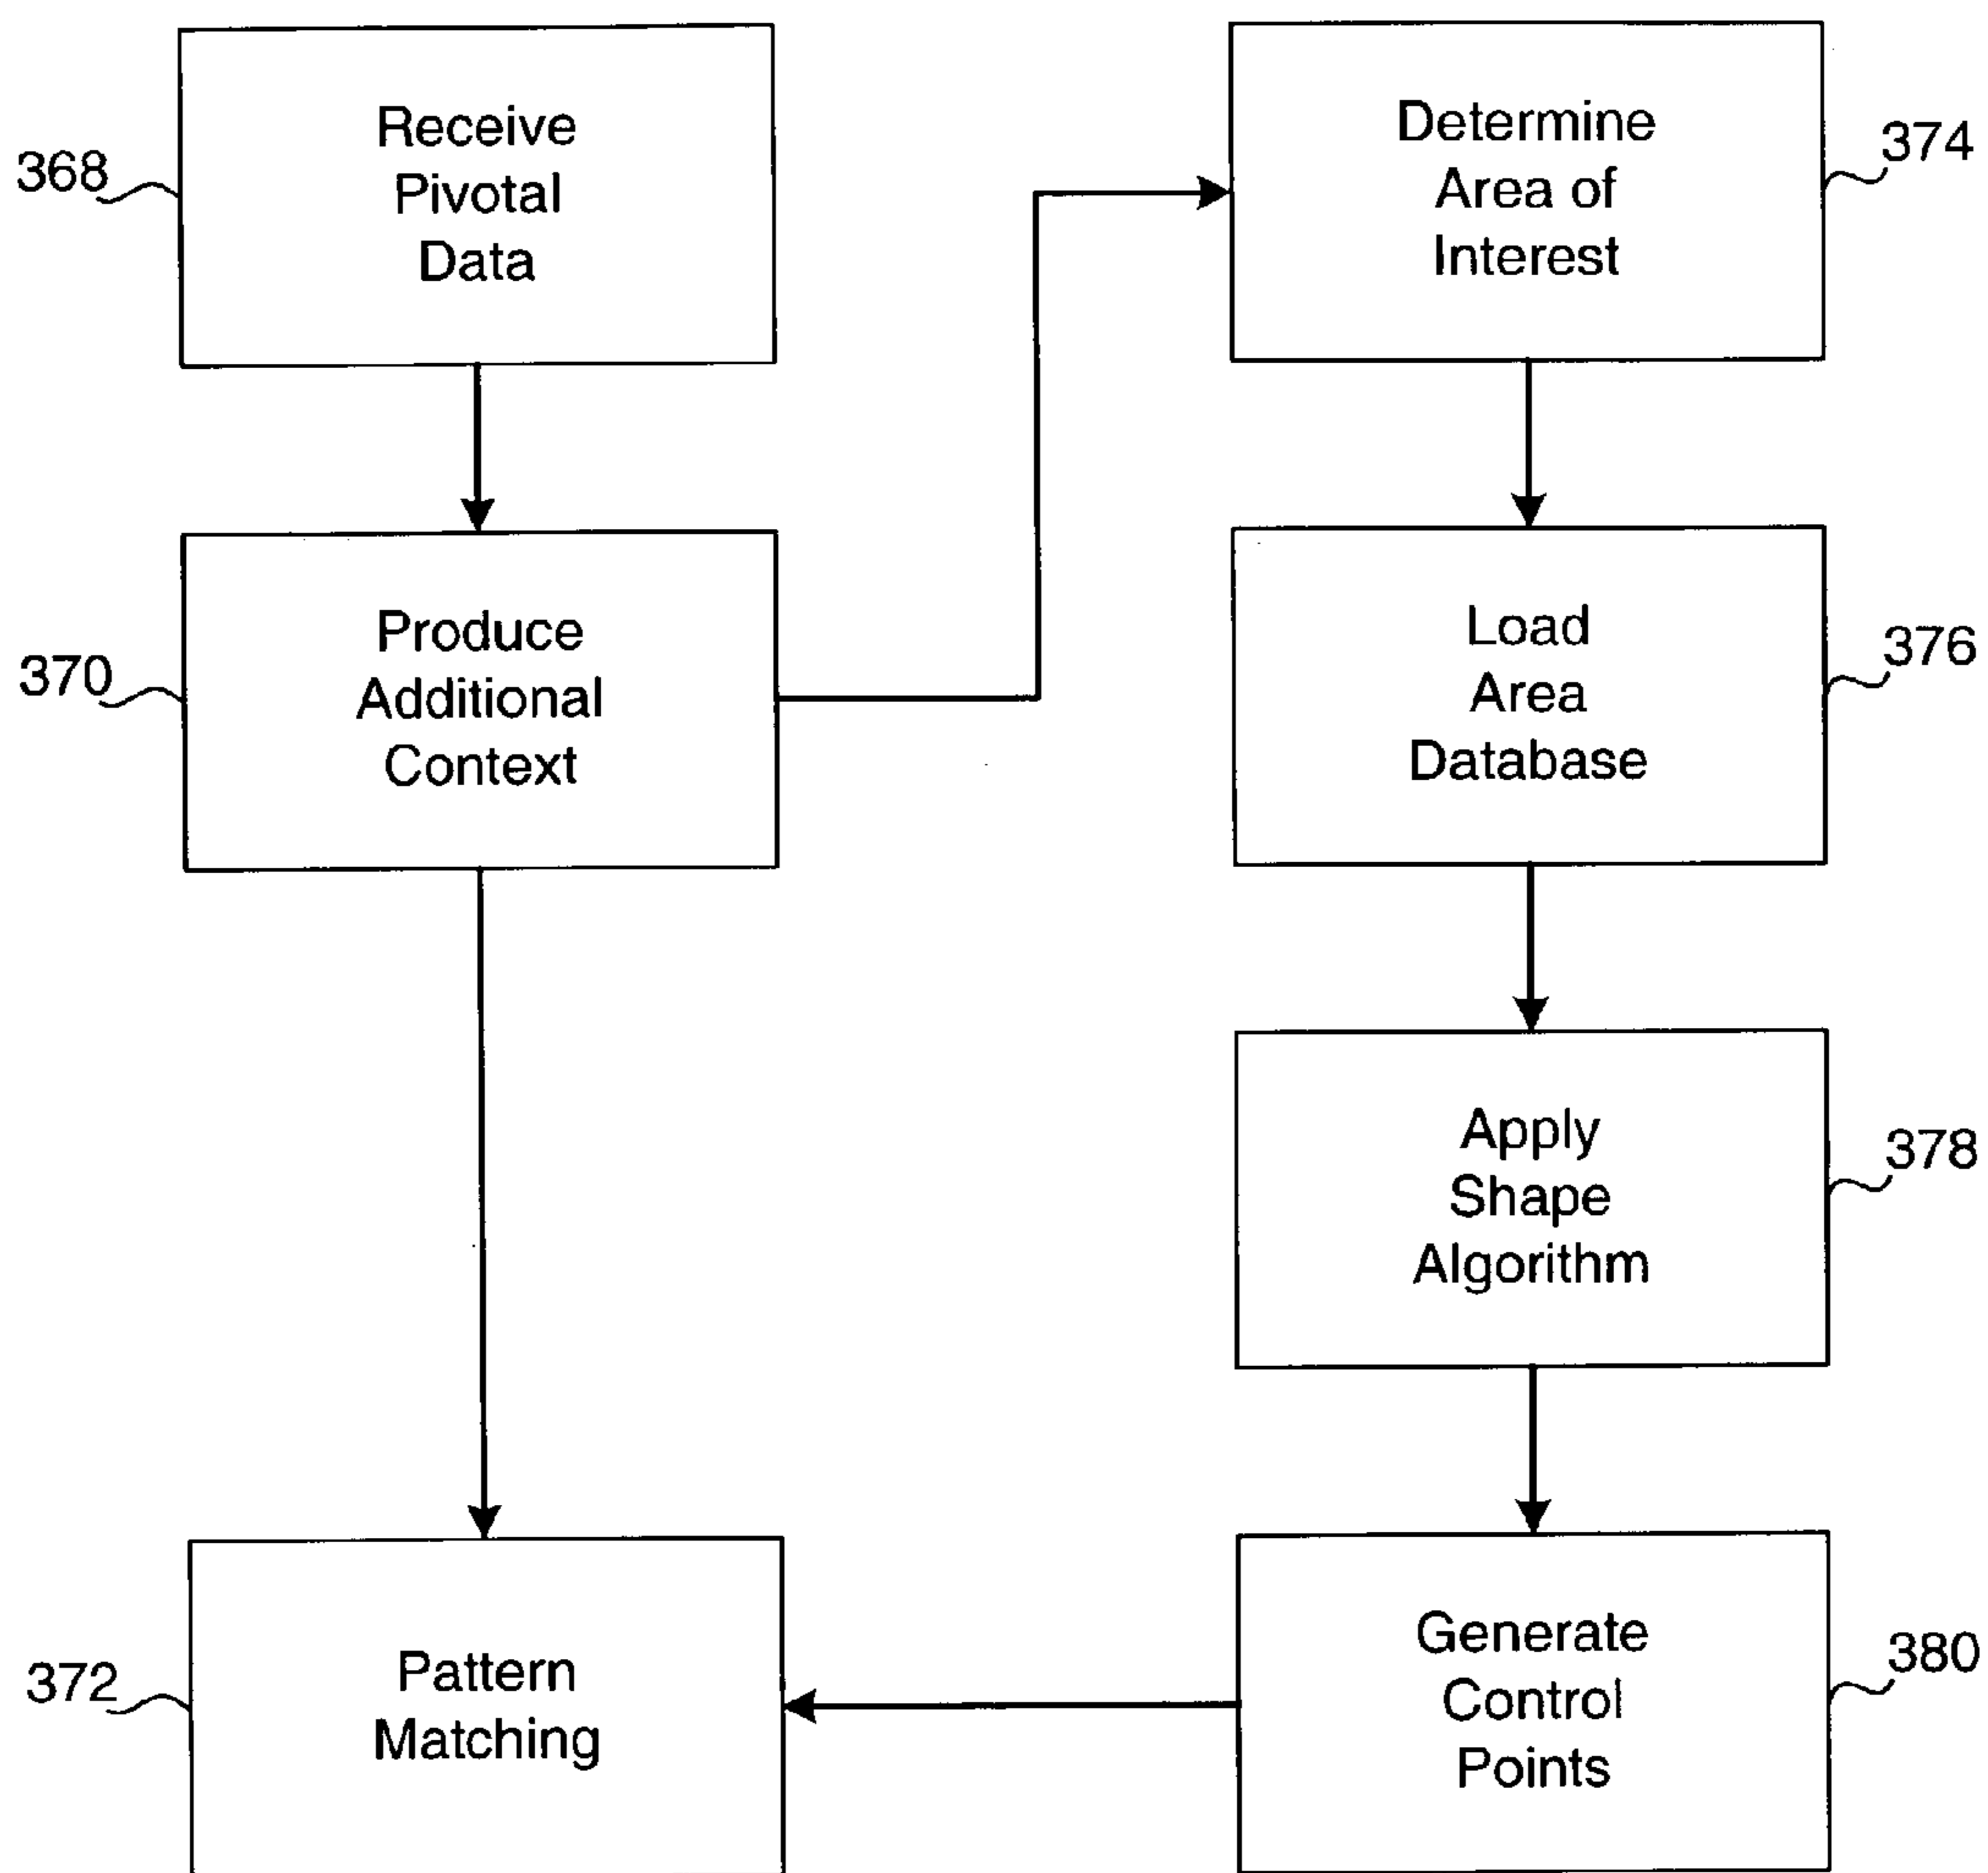 368
Receive
Pivotal
Data
370
Produce
Additional
Context
372
Pattern
Matching
Determine
Area of
Interest
374
Load
Area
Database
376
Apply
Shape
Algorithm
378
Generate
Control
Points
380